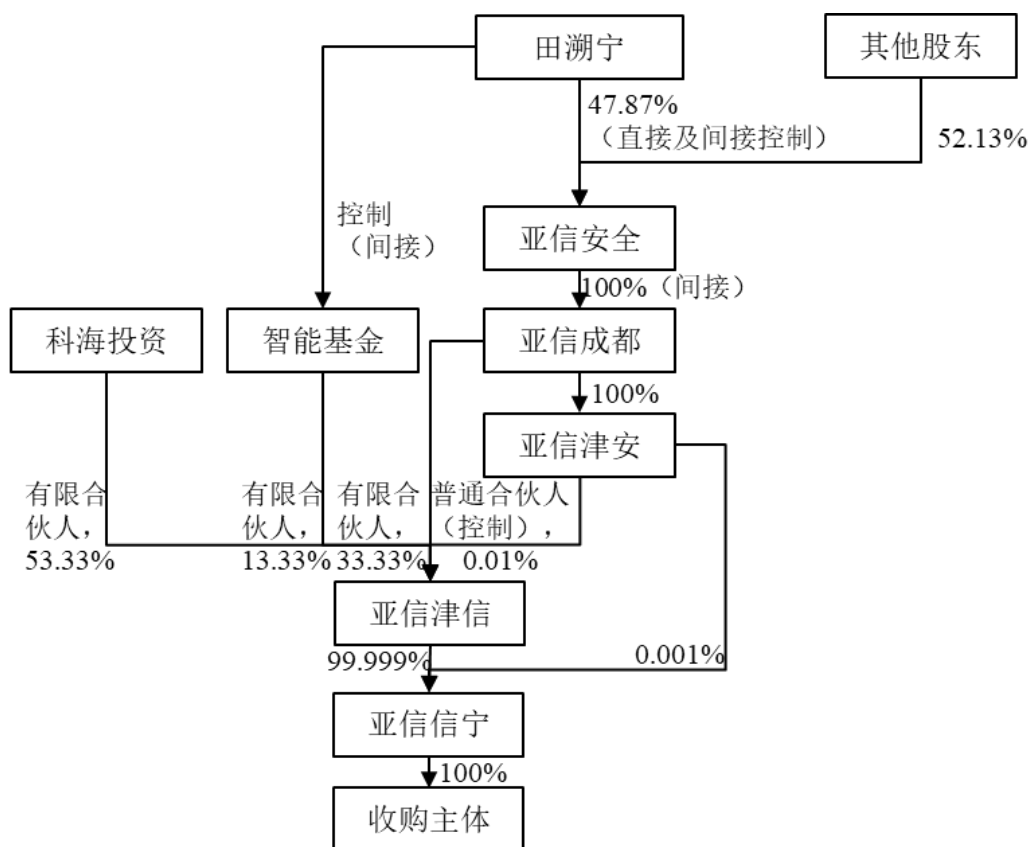 田溯宁
其他股东
47.87%
（直接及间接控制）
52.13%
控制
（间接）
亚信安全
100%（间接）
科海投资
智能基金
亚信成都
100%
亚信津安
有限合
伙人，
53.33%
有限合
伙人，
13.33%
有限合
伙人，
33.33%
普通合伙人
（控制），
0.01%
亚信津信
99.999%
0.001%
亚信信宁
100%
收购主体